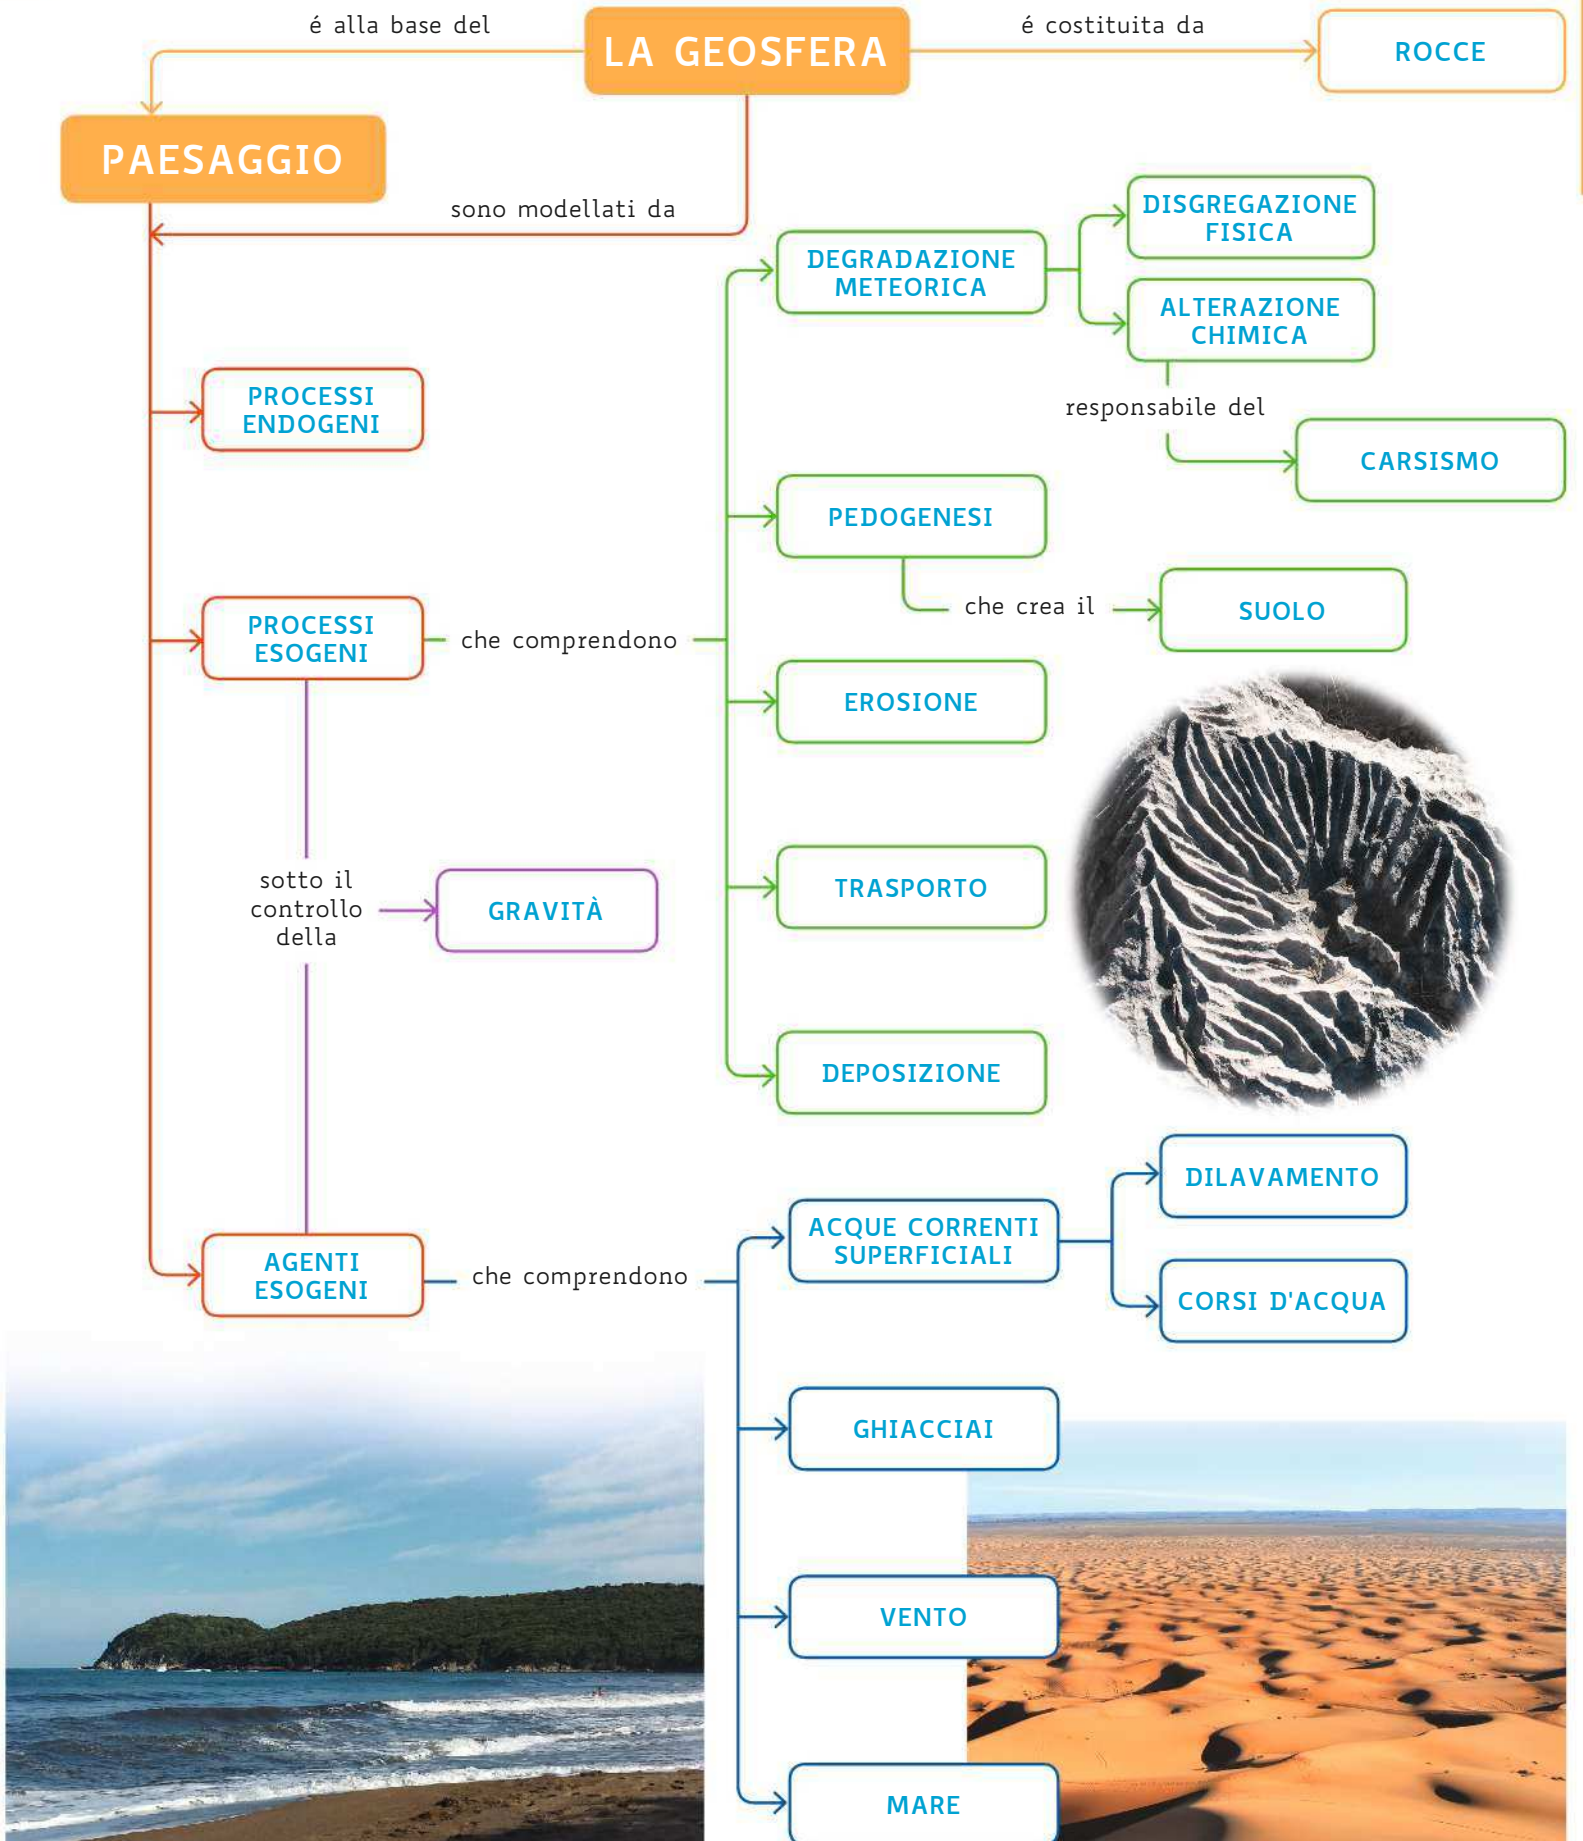 é alla base del
LA GEOSFERA
é costituita da
ROCCE
PAESAGGIO
sono modellati da
DEGRADAZIONE
METEORICA
DISGREGAZIONE
FISICA
ALTERAZIONE
CHIMICA
responsabile del
CARSISMO
PROCESSI
ENDOGENI
PEDOGENESI
che crea il
SUOLO
PROCESSI
ESOGENI
che comprendono
EROSIONE
TRASPORTO
sotto il
controllo
della
GRAVITÀ
DEPOSIZIONE
AGENTI
ESOGENI
che comprendono
ACQUE CORRENTI
SUPERFICIALI
DILAVAMENTO
CORSI D'ACQUA
GHIACCIAI
VENTO
MARE